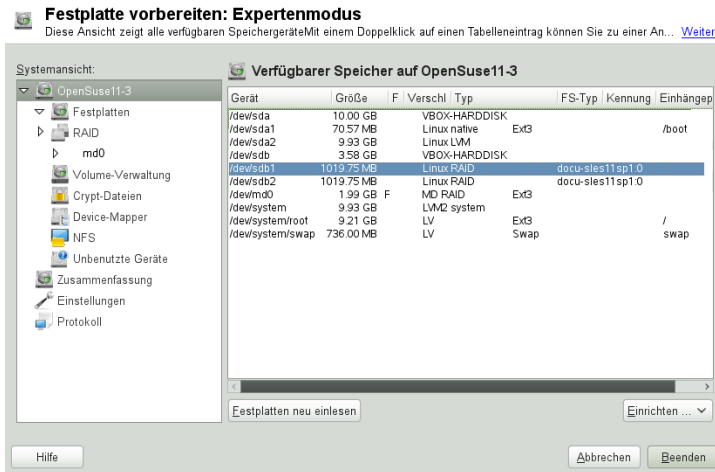 Festplatte vorbereiten: Expertenmodus
Diese Ansicht zeigt alle verfügbaren SpeichergeräteMit einem Doppelklick auf einen Tabelleneintrag können Sie zu einer An... Weiter
Systemansicht:
OpenSuse11-3
Festplatten
RAID
md0
Volume-Verwaltung
Crypt-Dateien
Device-Mapper
NFS
Unbenutzte Geräte
Zusammenfassung
Einstellungen
Protokoll
Verfügbarer Speicher auf OpenSuse11-3
Gerät Größe F Verschl Typ FS-Typ Kennung Einhängep
/dev/sda 10.00 GB VBOX-HARDDISK
/dev/sda1 70.57 MB Linux native Ext3 /boot
/dev/sda2 9.93 GB Linux LVM
/dev/sdb 3.58 GB VBOX-HARDDISK
/dev/sdb1 1019.75 MB Linux RAID docu-sles11sp1:0
/dev/sdb2 1019.75 MB Linux RAID docu-sles11sp1:0
/dev/md0 1.99 GB F MD RAID Ext3
/dev/system 9.93 GB LVM2 system
/dev/system/root 9.21 GB LV Ext3 /
/dev/system/swap 736.00 MB LV Swap swap
Festplatten neu einlesen
Einrichten ...
Hilfe
Abbrechen
Beenden